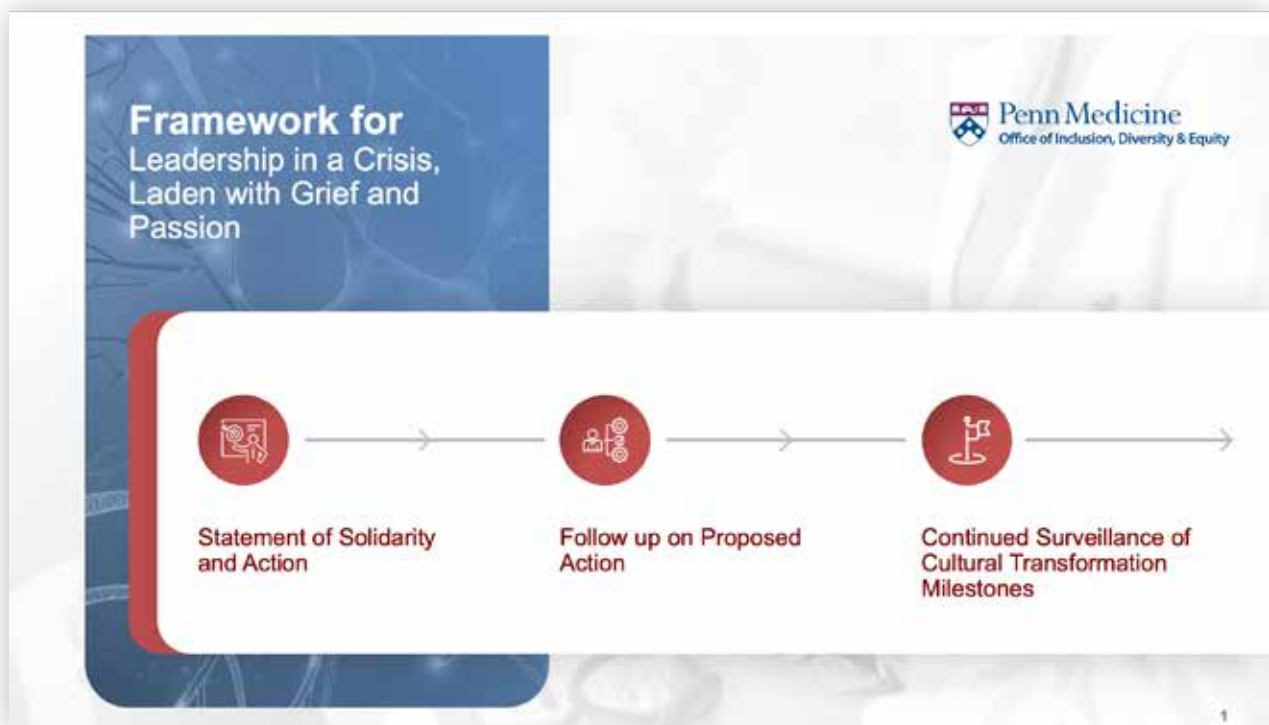 Framework for
Leadership in a Crisis,
Laden with Grief and
Passion
Penn Medicine
Office of Inclusion, Diversity & Equity
Statement of Solidarity
and Action
Follow up on Proposed
Action
Continued Surveillance of
Cultural Transformation
Milestones
1